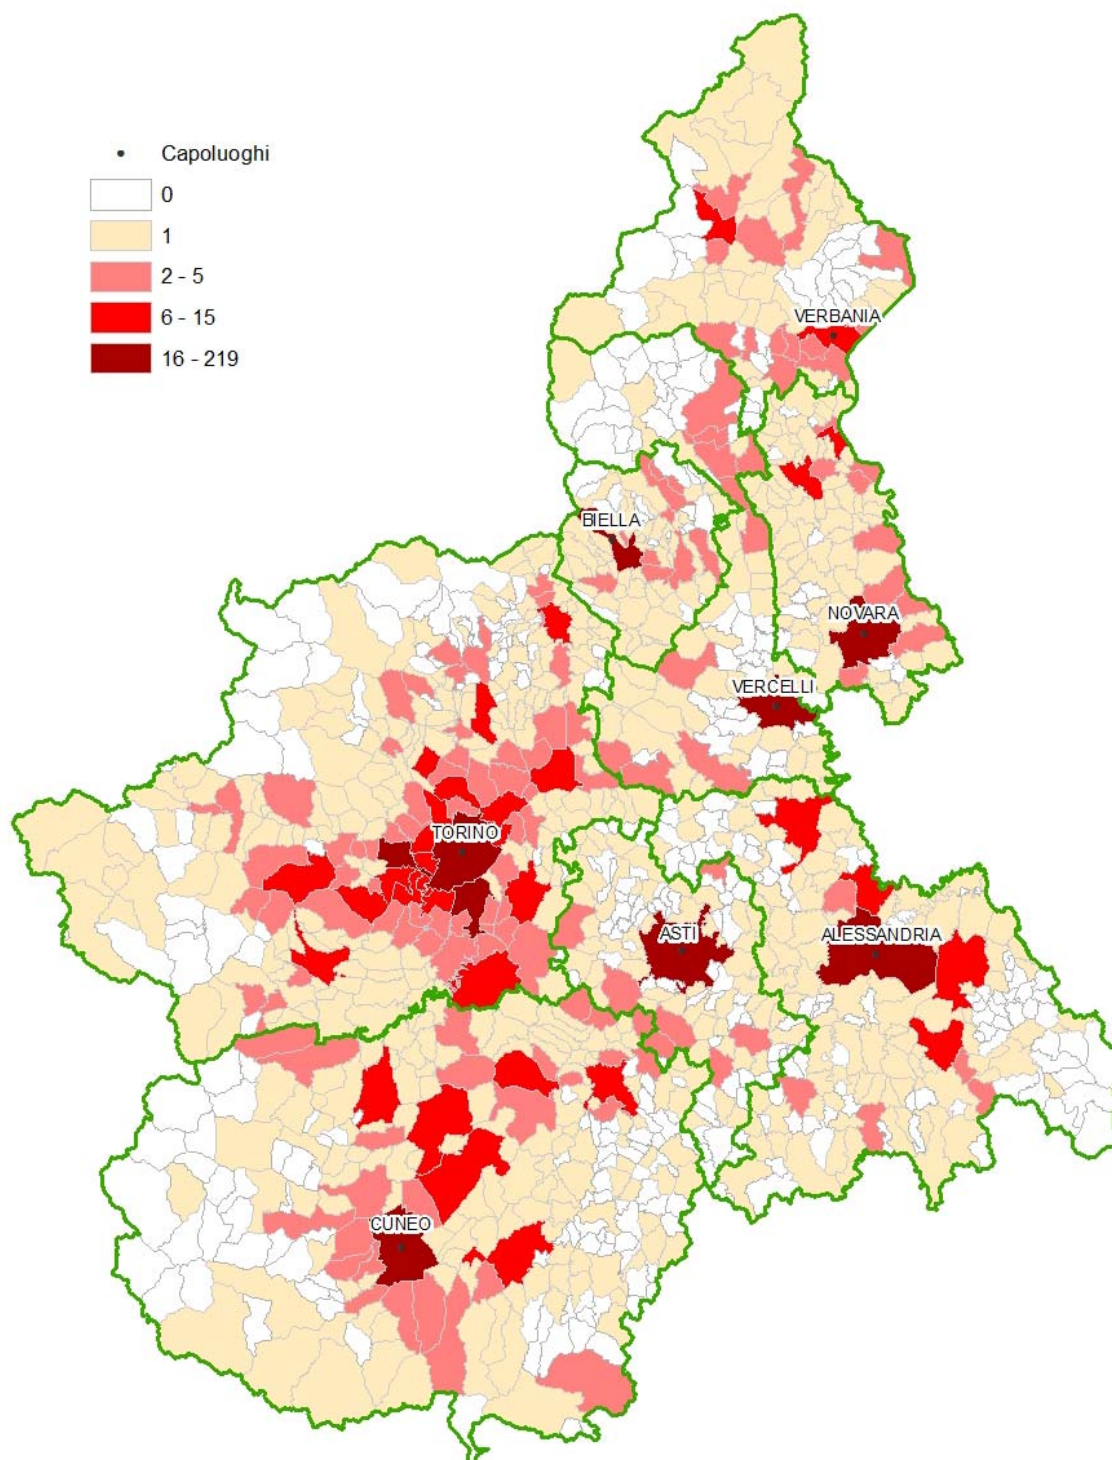 Capoluoghi
0
1
2 - 5
6 - 15
16 - 219
VERBANIA
BIELLA
NOVARA
VERCELLI
TORINO
ASTI
ALESSANDRIA
CUNEO